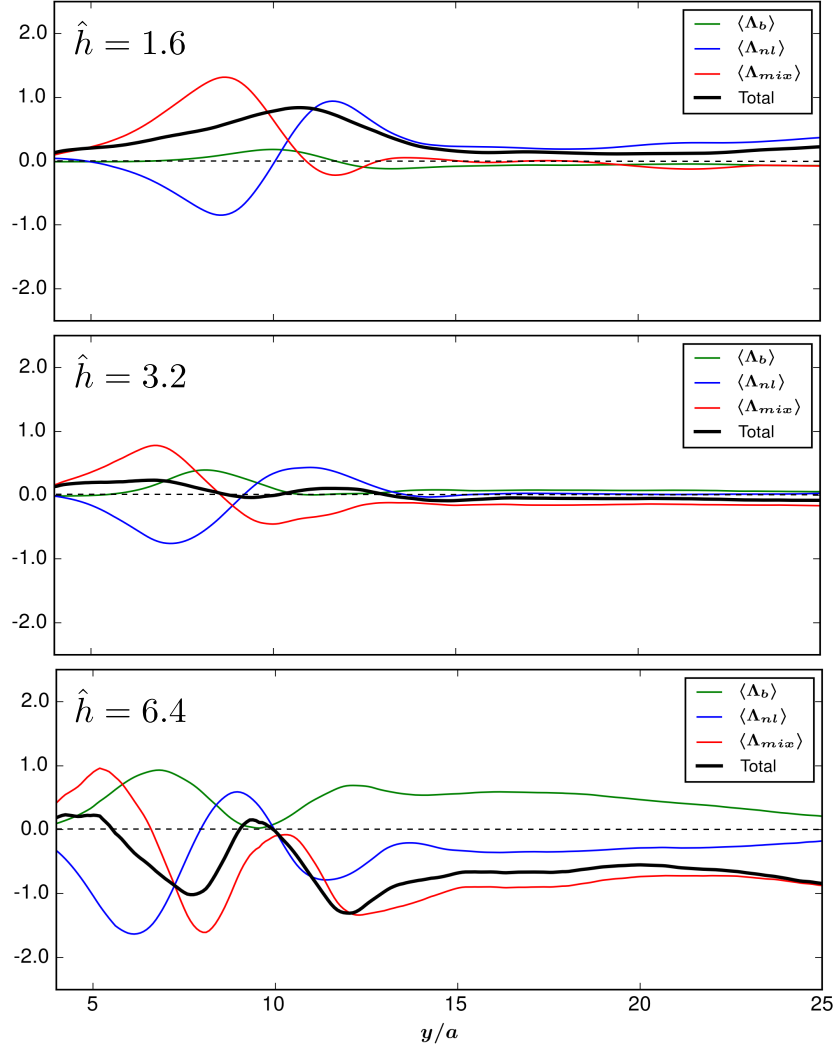 ĥ = 1.6
⟨Λ_b⟩
⟨Λ_nl⟩
⟨Λ_mix⟩
Total
2.0
1.0
0.0
-1.0
-2.0
ĥ = 3.2
⟨Λ_b⟩
⟨Λ_nl⟩
⟨Λ_mix⟩
Total
2.0
1.0
0.0
-1.0
-2.0
ĥ = 6.4
⟨Λ_b⟩
⟨Λ_nl⟩
⟨Λ_mix⟩
Total
2.0
1.0
0.0
-1.0
-2.0
5 10 15 20 25
y/a